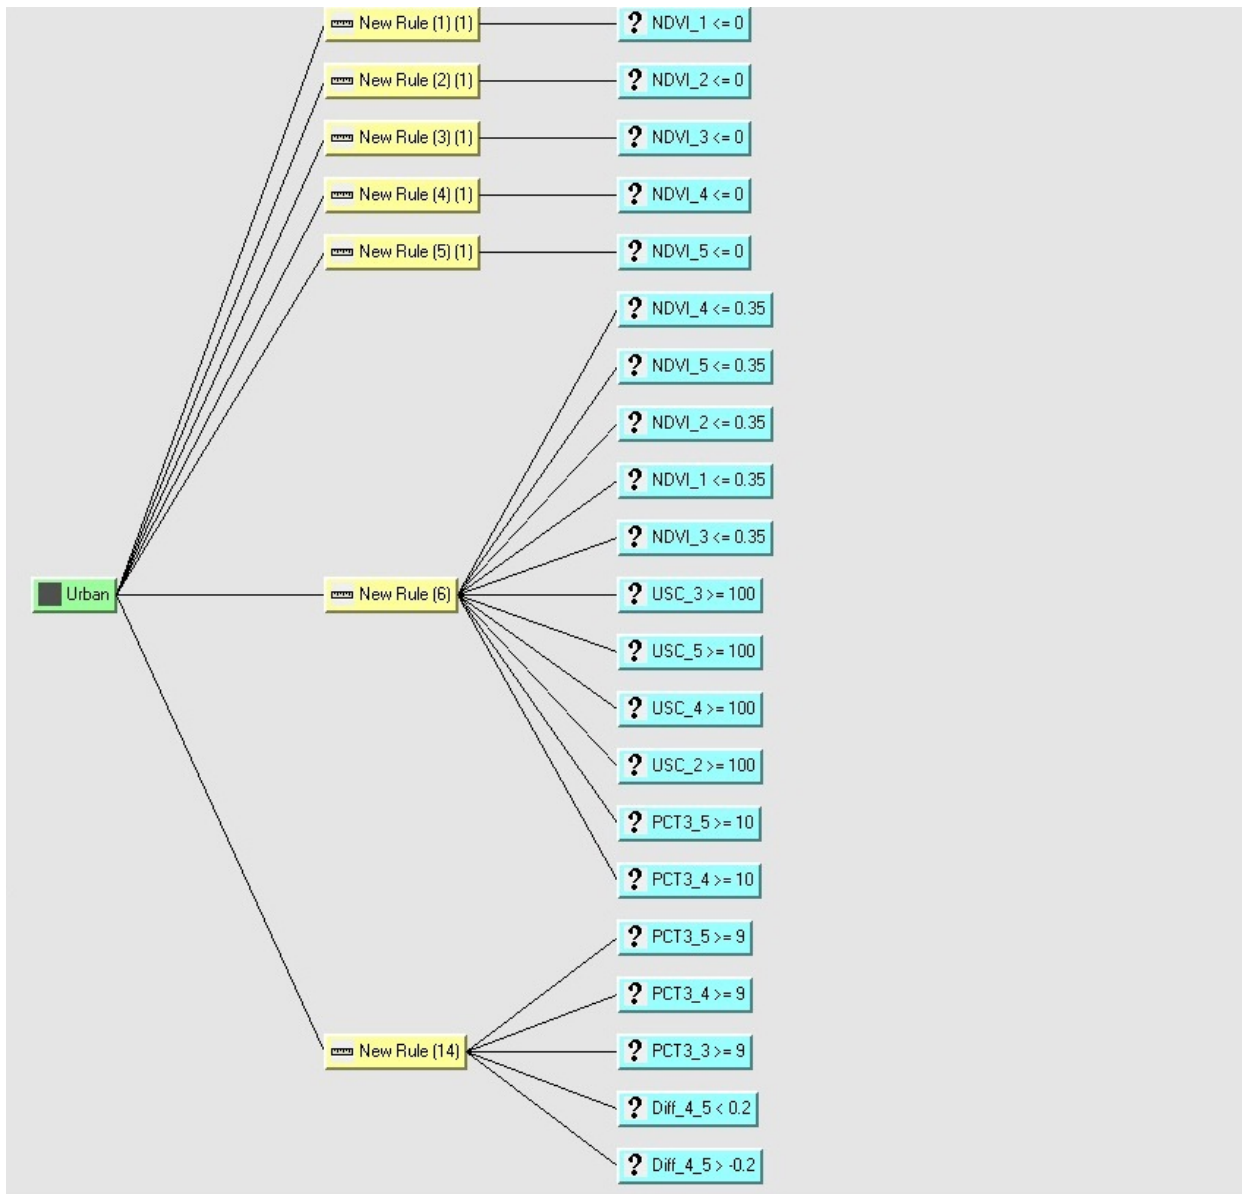 New Rule (1) (1) NDVI_1 <= 0
New Rule (2) (1) NDVI_2 <= 0
New Rule (3) (1) NDVI_3 <= 0
New Rule (4) (1) NDVI_4 <= 0
New Rule (5) (1) NDVI_5 <= 0
? NDVI_4 <= 0.35
? NDVI_5 <= 0.35
? NDVI_2 <= 0.35
? NDVI_1 <= 0.35
? NDVI_3 <= 0.35
Urban New Rule (6) ? USC_3 >= 100
? USC_5 >= 100
? USC_4 >= 100
? USC_2 >= 100
? PCT3_5 >= 10
? PCT3_4 >= 10
? PCT3_5 >= 9
? PCT3_4 >= 9
New Rule (14) ? PCT3_3 >= 9
? Diff_4_5 < 0.2
? Diff_4_5 > -0.2